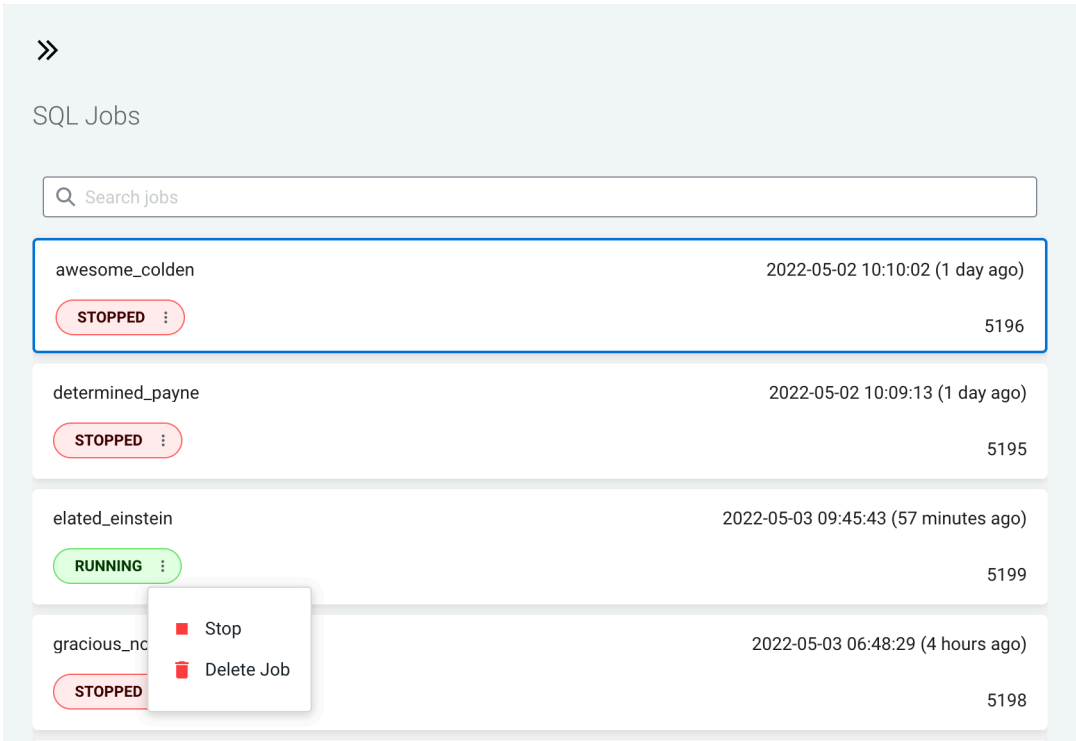 SQL Jobs
Search jobs
awesome_colden 2022-05-02 10:10:02 (1 day ago)
STOPPED
5196
determined_payne 2022-05-02 10:09:13 (1 day ago)
STOPPED
5195
elated_einstein 2022-05-03 09:45:43 (57 minutes ago)
RUNNING
5199
Stop
Delete Job
2022-05-03 06:48:29 (4 hours ago)
STOPPED
5198